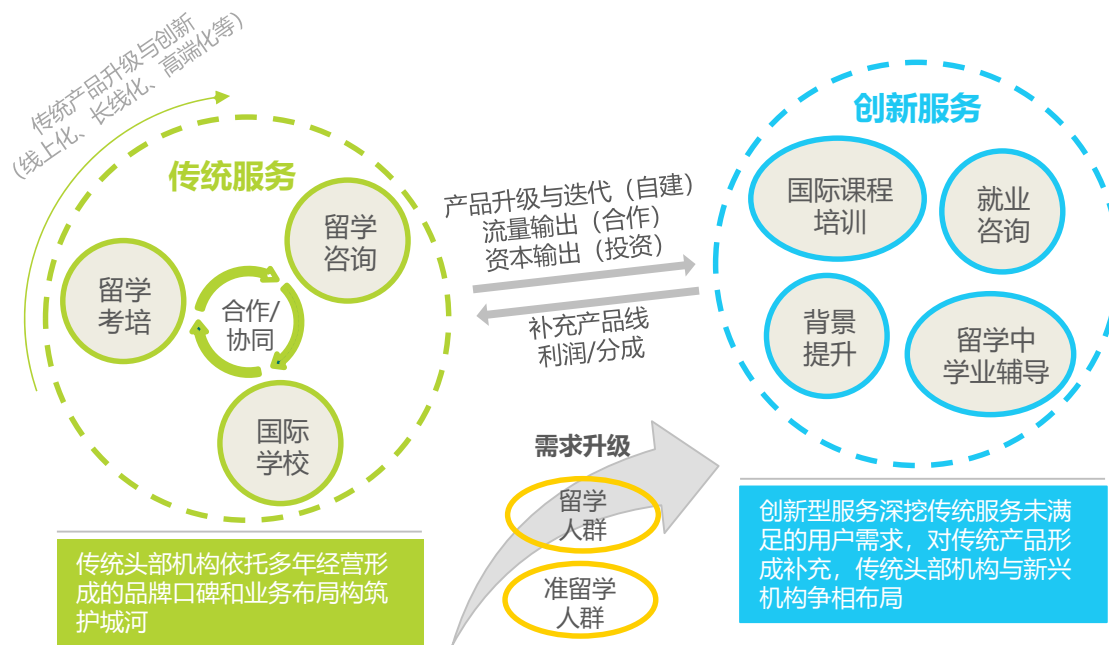 传统产品升级与创新
（线上化、长线化、高端化等）
传统服务
留学
咨询
留学
考培
合作/
协同
国际
学校
产品升级与迭代（自建）
流量输出（合作）
资本输出（投资）
补充产品线
利润/分成
创新服务
国际课程
培训
就业
咨询
背景
提升
留学中
学业辅导
需求升级
留学
人群
准留学
人群
传统头部机构依托多年经营形
成的品牌口碑和业务布局构筑
护城河
创新型服务深挖传统服务未满
足的用户需求，对传统产品形
成补充，传统头部机构与新兴
机构争相布局